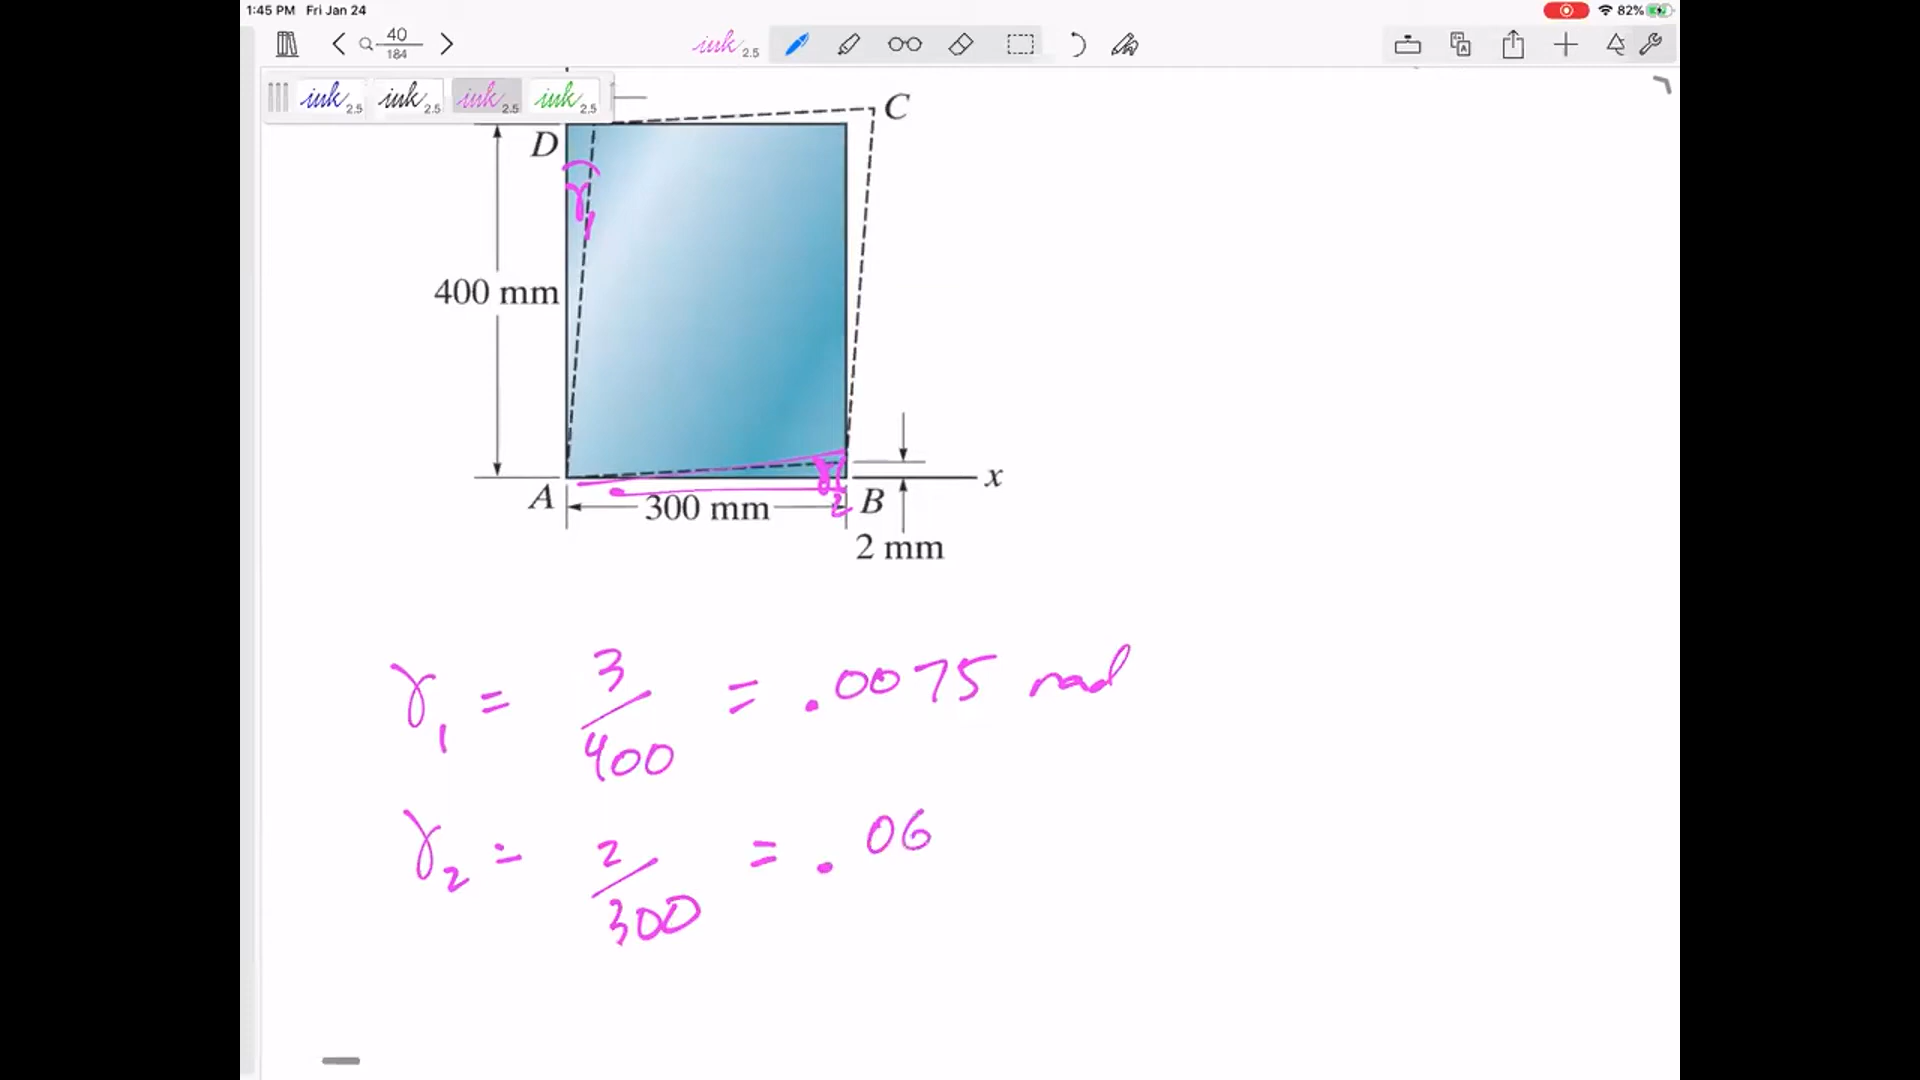 1:45 PM Fri Jan 24
82%
40
184
ink 2.5
ink 2.5 ink 2.5 ink 2.5 ink 2.5
C
D
γ1
400 mm
γ2
x
A
300 mm
B
2 mm
γ1 = 3/400 = .0075 rad
γ2 = 2/300 = .06